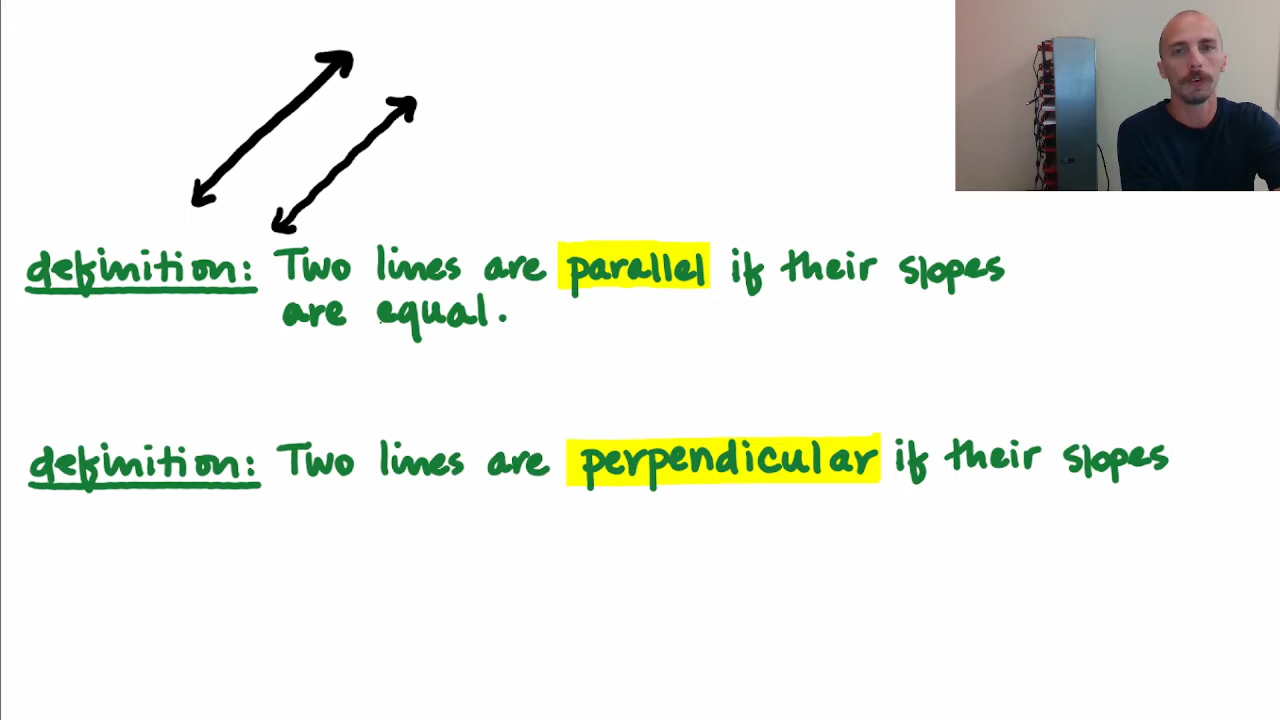 definition: Two lines are parallel if their slopes
are equal.
definition: Two lines are perpendicular if their slopes